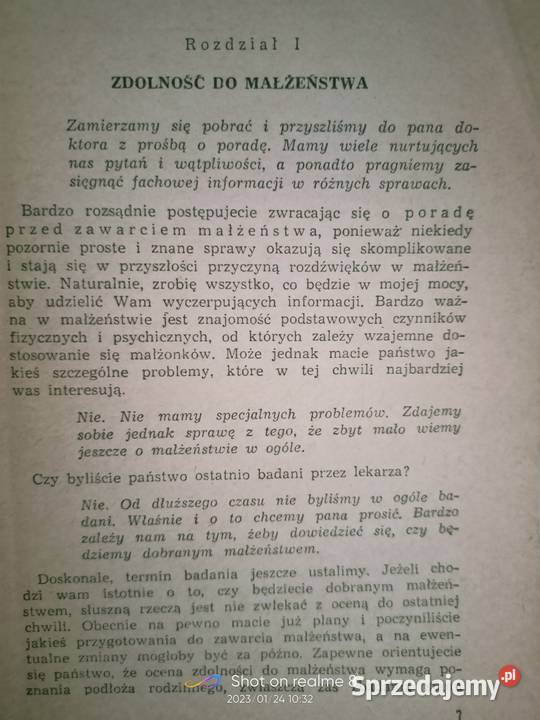 Rozdział I
ZDOLNOŚĆ DO MAŁŻEŃSTWA
Zamierzamy się pobrać i przyszliśmy do pana do-
ktora z prośbą o poradę. Mamy wiele nurtujących
nas pytań i wątpliwości, a ponadto pragniemy za-
sięgnąć fachowej informacji w różnych sprawach.
Bardzo rozsądnie postępujecie zwracając się o poradę
przed zawarciem małżeństwa, ponieważ niekiedy
pozornie proste i znane sprawy okazują się skomplikowane
i stają się w przyszłości przyczyną rozdźwięków w małżeń-
stwie. Naturalnie, zrobię wszystko, co będzie w mojej mocy,
aby udzielić Wam wyczerpujących informacji. Bardzo waż-
na w małżeństwie jest znajomość podstawowych czynników
fizycznych i psychicznych, od których zależy wzajemne do-
stosowanie się małżonków. Może jednak macie państwo ja-
kieś szczególne problemy, które w tej chwili najbardziej
was interesują.
Nie. Nie mamy specjalnych problemów. Zdajemy
sobie jednak sprawę z tego, że zbyt mało wiemy
jeszcze o małżeństwie w ogóle.
Czy byliście państwo ostatnio badani przez lekarza?
Nie. Od dłuższego czasu nie byliśmy w ogóle ba-
dani. Właśnie i o to chcemy pana prosić. Bardzo
zależy nam na tym, żeby dowiedzieć się, czy bę-
dziemy dobranym małżeństwem.
Doskonale, termin badania jeszcze ustalimy. Jeżeli cho-
dzi wam istotnie o to, czy będziecie dobranym małżeń-
stwem, słuszną rzeczą jest nie zwlekać z oceną do ostatniej
chwili. Obecnie na pewno macie już plany i poczyniliście
jakieś przygotowania do zawarcia małżeństwa, a na ewen-
tualne zmiany mogłoby być za późno. Zapewne orientujecie
się państwo, że ocena zdolności do małżeństwa wymaga po-
znania podłoża rodzinnego, zwłaszcza zaś
Shot on realme 8
2023/01/24 10:32
Sprzedajemy.pl
7